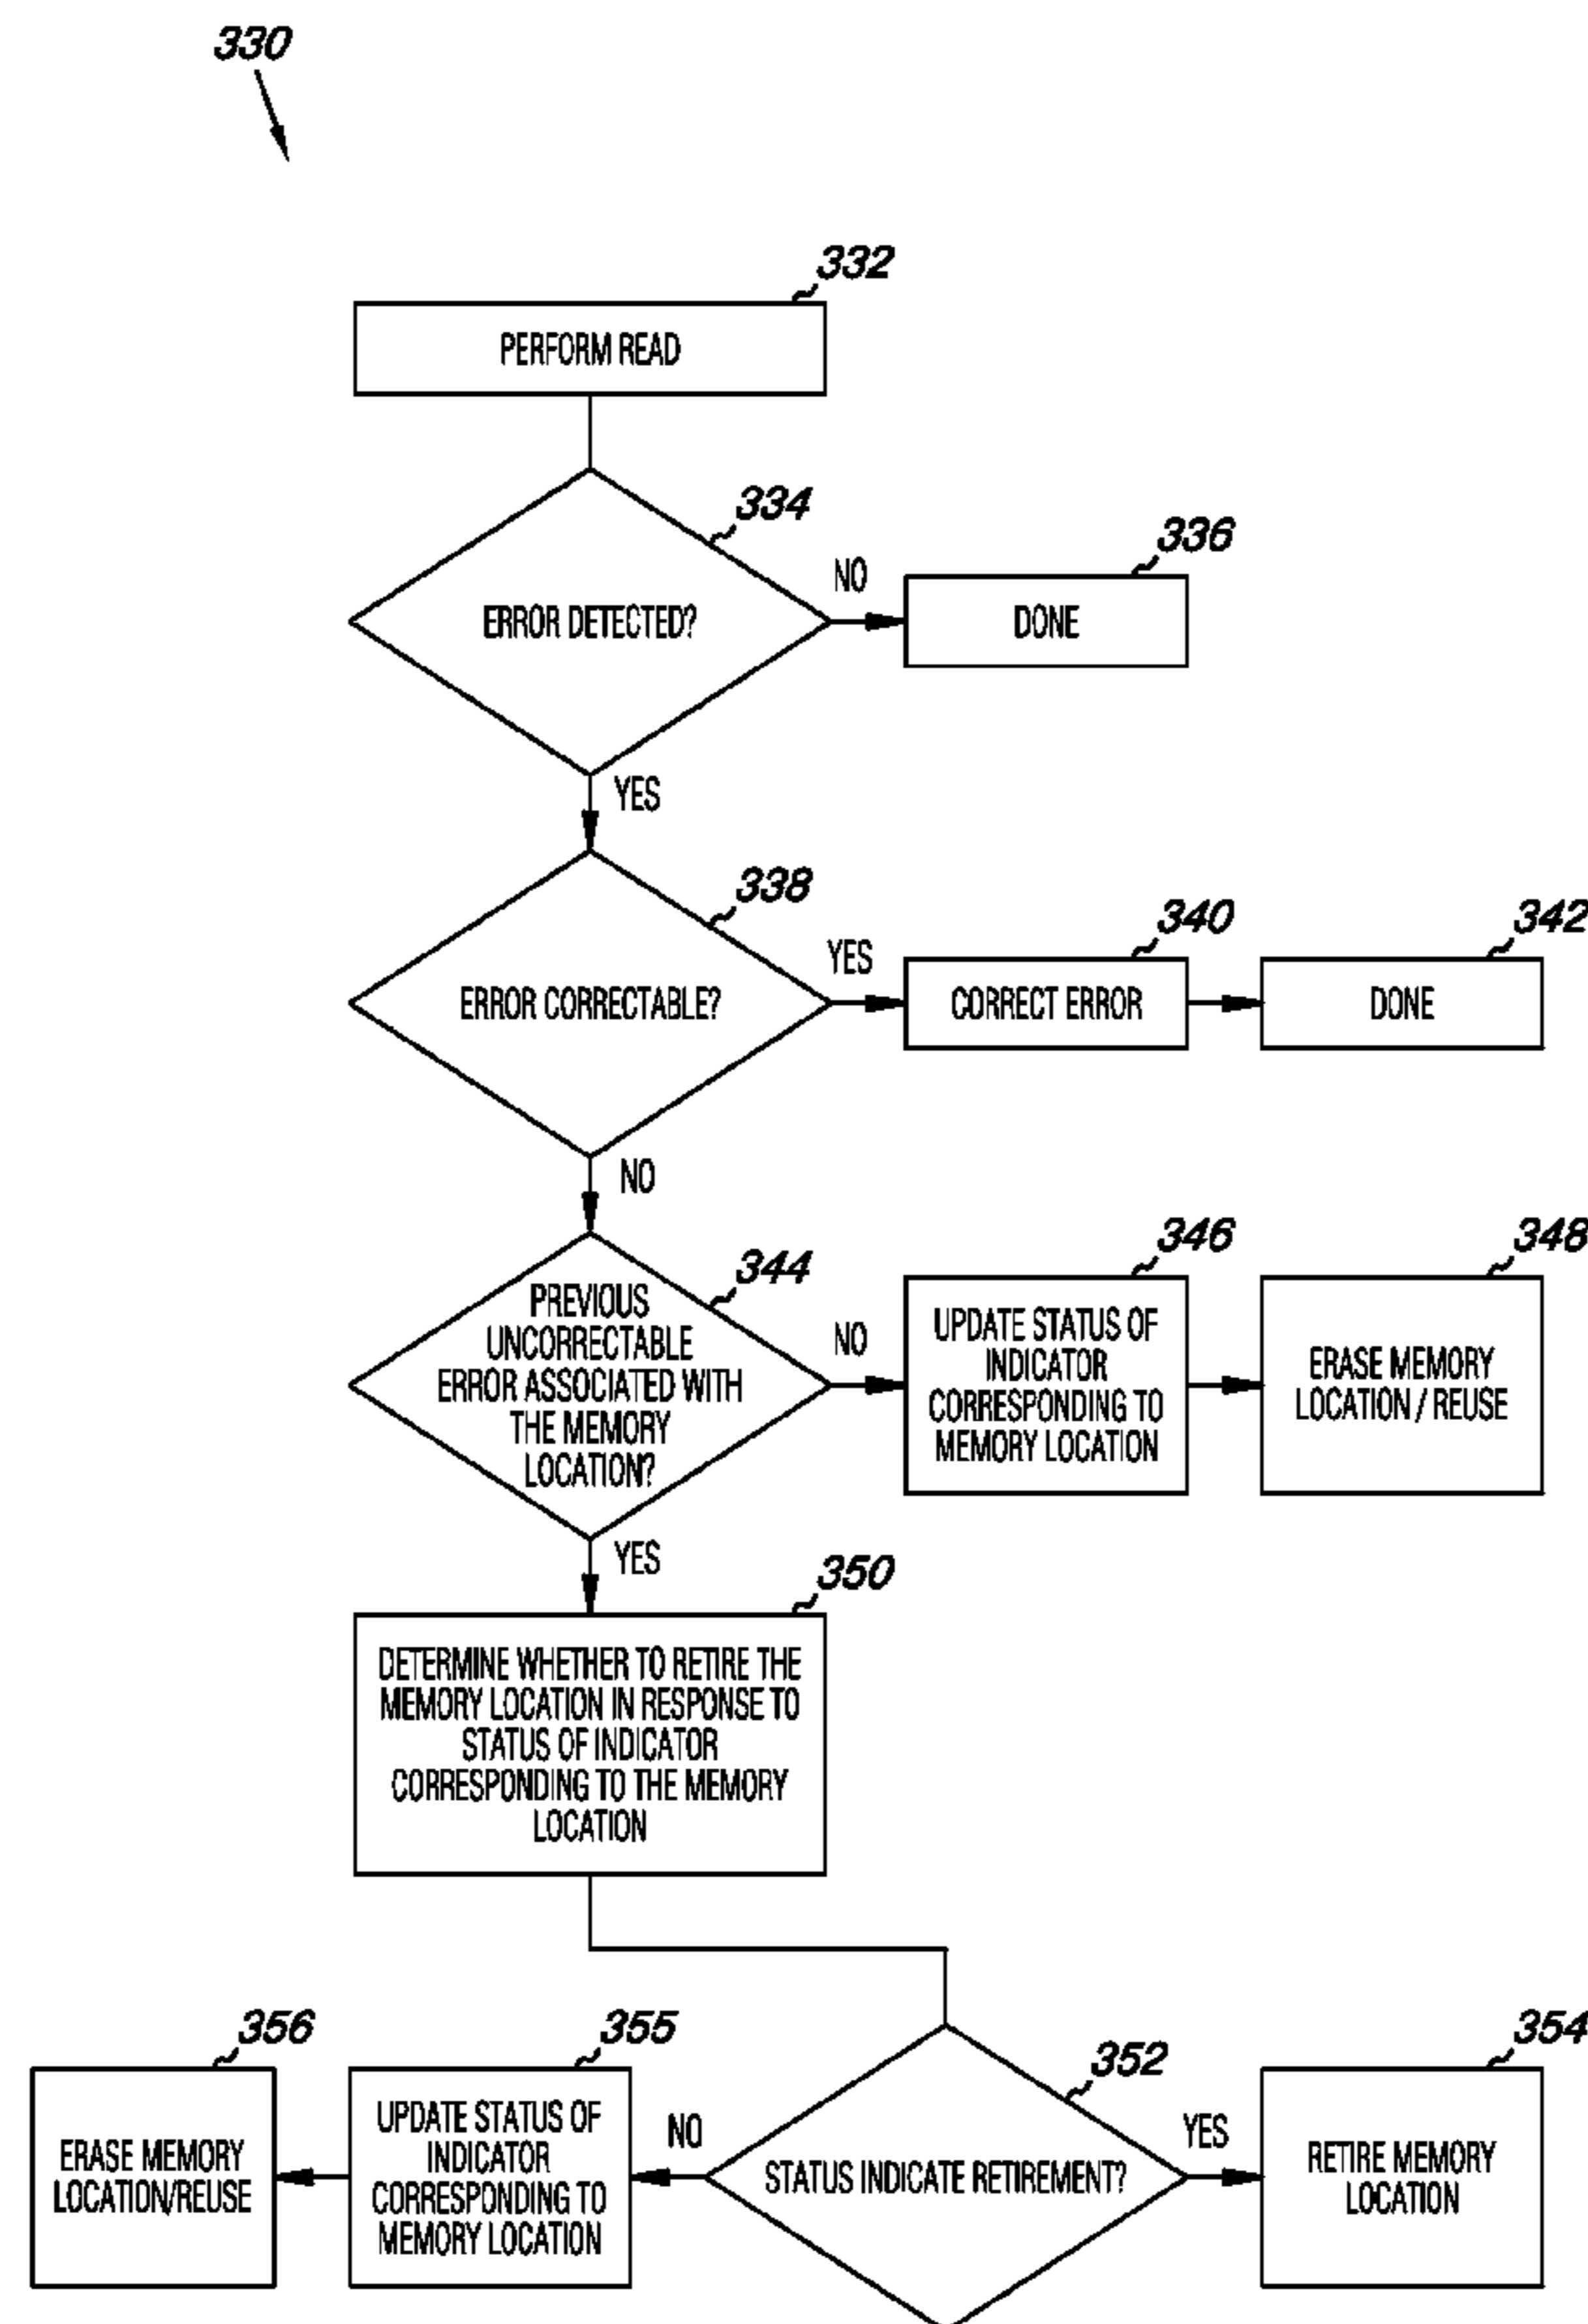 330
332
PERFORM READ
334
ERROR DETECTED?
NO
336
DONE
YES
338
ERROR CORRECTABLE?
YES
340
CORRECT ERROR
342
DONE
NO
344
PREVIOUS
UNCORRECTABLE
ERROR ASSOCIATED WITH
THE MEMORY
LOCATION?
NO
346
UPDATE STATUS OF
INDICATOR
CORRESPONDING TO
MEMORY LOCATION
348
ERASE MEMORY
LOCATION / REUSE
YES
350
DETERMINE WHETHER TO RETIRE THE
MEMORY LOCATION IN RESPONSE TO
STATUS OF INDICATOR
CORRESPONDING TO THE MEMORY
LOCATION
356
ERASE MEMORY
LOCATION/REUSE
355
UPDATE STATUS OF
INDICATOR
CORRESPONDING TO
MEMORY LOCATION
NO
352
STATUS INDICATE RETIREMENT?
YES
354
RETIRE MEMORY
LOCATION